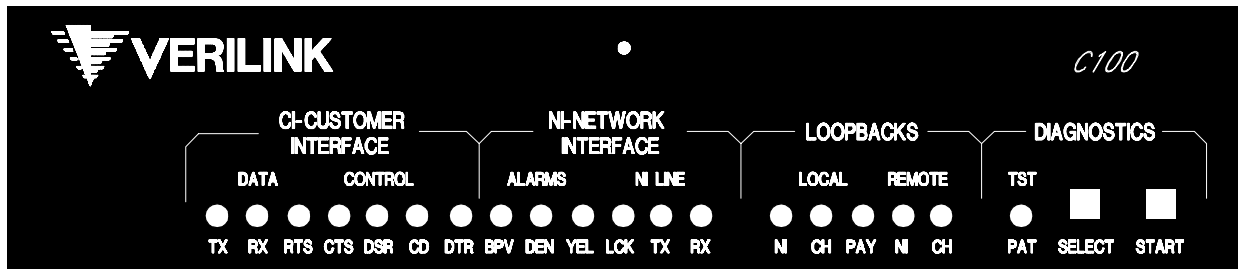 VERILINK
C100
CI-CUSTOMER INTERFACE
NI-NETWORK INTERFACE
LOOPBACKS
DIAGNOSTICS
DATA CONTROL ALARMS NI LINE LOCAL REMOTE TST
TX RX RTS CTS DSR CD DTR BPV DEN YEL LCK TX RX NI CH PAY NI CH PAT SELECT START